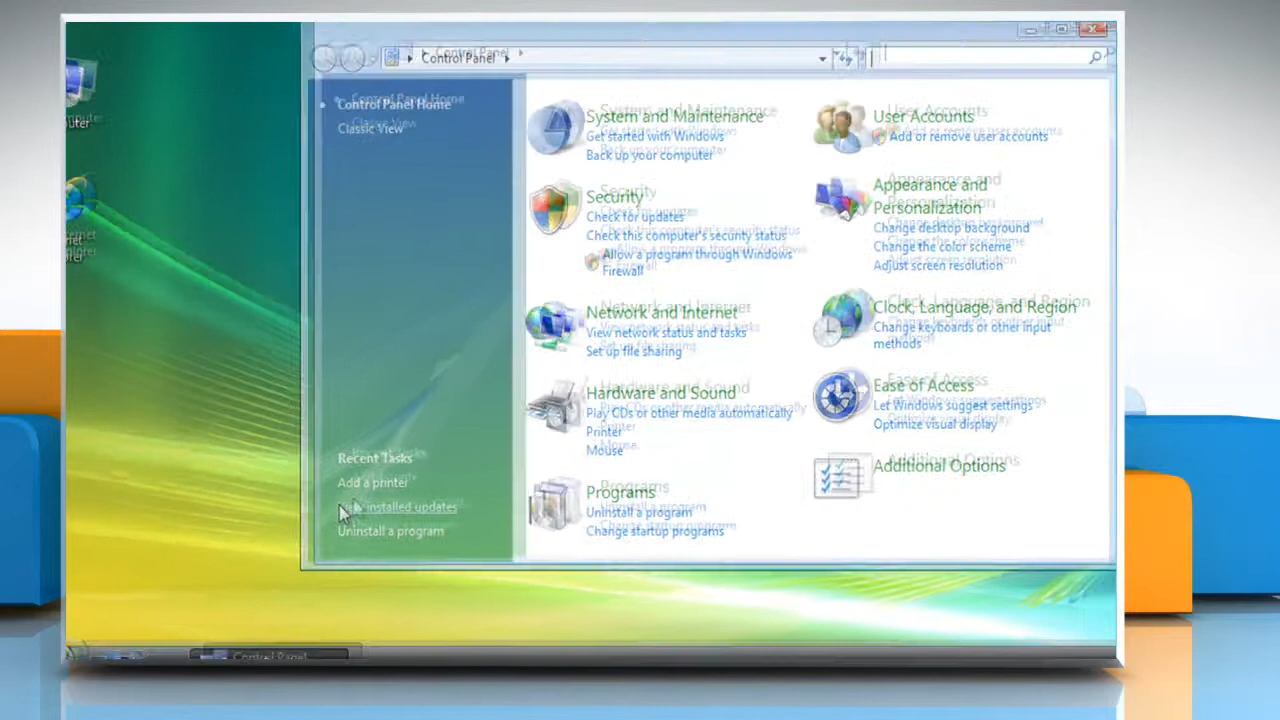 Control Panel
Control Panel Home
Classic View
System and Maintenance
Get started with Windows
Back up your computer
Security
Check for updates
Check this computer's security status
Allow a program through Windows
Firewall
Network and Internet
View network status and tasks
Set up file sharing
Hardware and Sound
Play CDs or other media automatically
Printer
Mouse
Programs
Uninstall a program
Change startup programs
User Accounts
Add or remove user accounts
Appearance and
Personalization
Change desktop background
Change the color scheme
Adjust screen resolution
Clock, Language, and Region
Change keyboards or other input
methods
Ease of Access
Let Windows suggest settings
Optimize visual display
Additional Options
Recent Tasks
Add a printer
installed updates
Uninstall a program
Control Panel